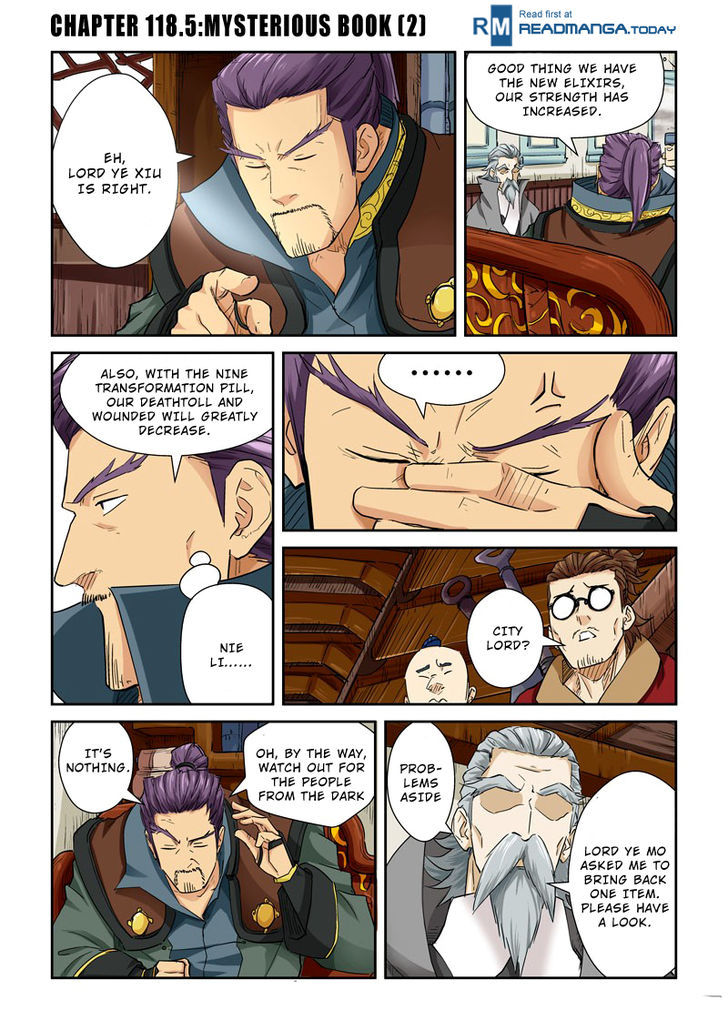 CHAPTER 118.5:MYSTERIOUS BOOK (2)
RM
Read first at
READMANGA.TODAY
EH,
LORD YE XIU
IS RIGHT.
GOOD THING WE HAVE
THE NEW ELIXIRS,
OUR STRENGTH HAS
INCREASED.
ALSO, WITH THE NINE
TRANSFORMATION PILL,
OUR DEATHTOLL AND
WOUNDED WILL GREATLY
DECREASE.
••••••
NIE
LI......
CITY
LORD?
IT'S
NOTHING.
OH, BY THE WAY,
WATCH OUT FOR
THE PEOPLE
FROM THE DARK
PROB-
LEMS
ASIDE
LORD YE MO
ASKED ME TO
BRING BACK
ONE ITEM.
PLEASE HAVE
A LOOK.